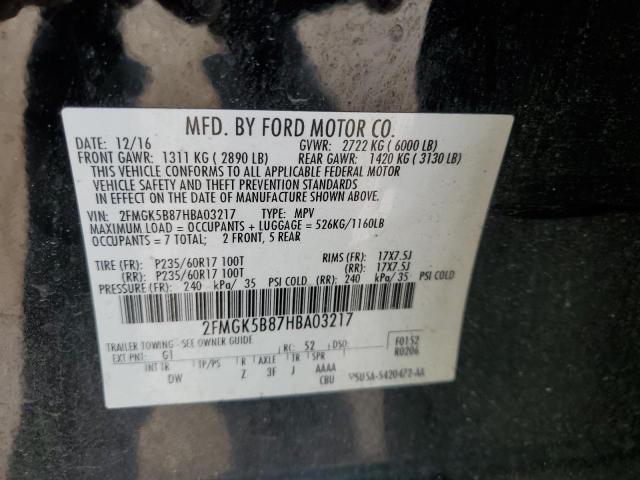 MFD. BY FORD MOTOR CO.
DATE: 12/16 GVWR: 2722 KG ( 6000 LB)
FRONT GAWR: 1311 KG ( 2890 LB) REAR GAWR: 1420 KG ( 3130 LB)
THIS VEHICLE CONFORMS TO ALL APPLICABLE FEDERAL MOTOR
VEHICLE SAFETY AND THEFT PREVENTION STANDARDS
IN EFFECT ON THE DATE OF MANUFACTURE SHOWN ABOVE.
VIN: 2FMGK5B87HBA03217 TYPE: MPV
MAXIMUM LOAD = OCCUPANTS + LUGGAGE = 526KG/1160LB
OCCUPANTS = 7 TOTAL; 2 FRONT, 5 REAR
TIRE (FR): P235/60R17 100T RIMS (FR): 17X7.5J
(RR): P235/60R17 100T (RR): 17X7.5J
PRESSURE (FR): 240 kPa/ 35 PSI COLD (RR): 240 kPa/ 35 PSI COLD
2FMGK5B87HBA03217
TRAILER TOWING - SEE OWNER GUIDE
EXT PNT: G1 RC: 52 DSO: F0152
R0206
INT TR TP/PS R AXLE TR SPR
DW Z 3F J AAAA
CBU 5U5A-5420472-AA